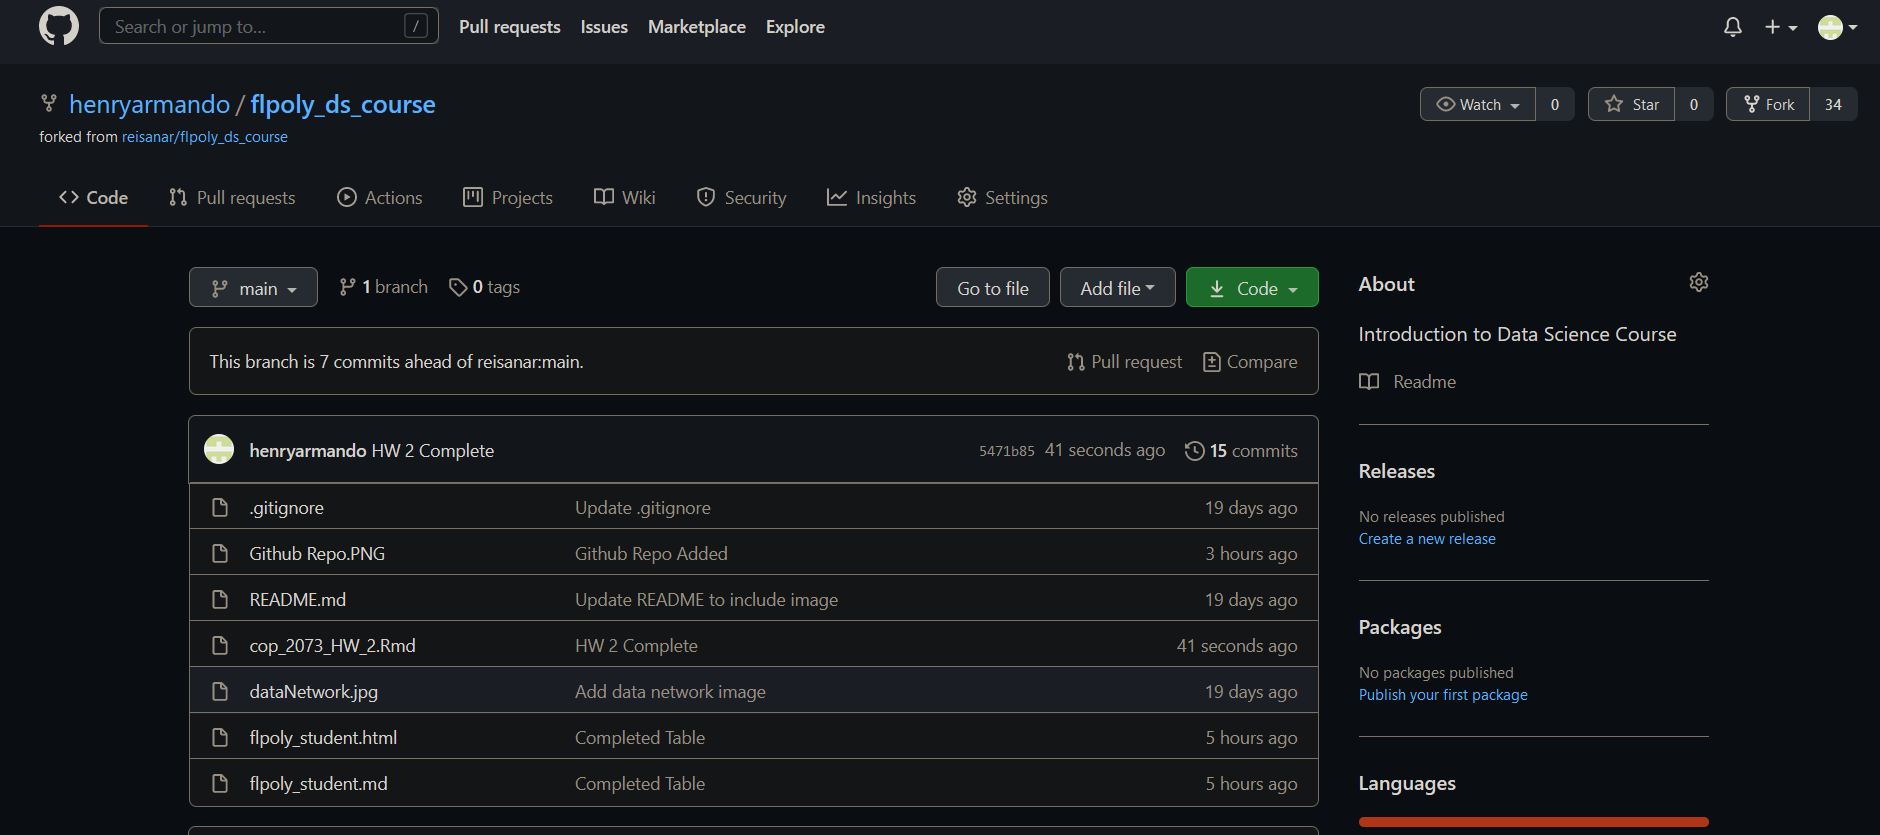 Search or jump to... / Pull requests Issues Marketplace Explore
henryarmando / flpoly_ds_course Watch 0 Star 0 Fork 34
forked from reisanar/flpoly_ds_course
Code Pull requests Actions Projects Wiki Security Insights Settings
main 1 branch 0 tags Go to file Add file Code
This branch is 7 commits ahead of reisanar:main. Pull request Compare
henryarmando HW 2 Complete 5471b85 41 seconds ago 15 commits
.gitignore Update .gitignore 19 days ago
Github Repo.PNG Github Repo Added 3 hours ago
README.md Update README to include image 19 days ago
cop_2073_HW_2.Rmd HW 2 Complete 41 seconds ago
dataNetwork.jpg Add data network image 19 days ago
flpoly_student.html Completed Table 5 hours ago
flpoly_student.md Completed Table 5 hours ago
About
Introduction to Data Science Course
Readme
Releases
No releases published
Create a new release
Packages
No packages published
Publish your first package
Languages